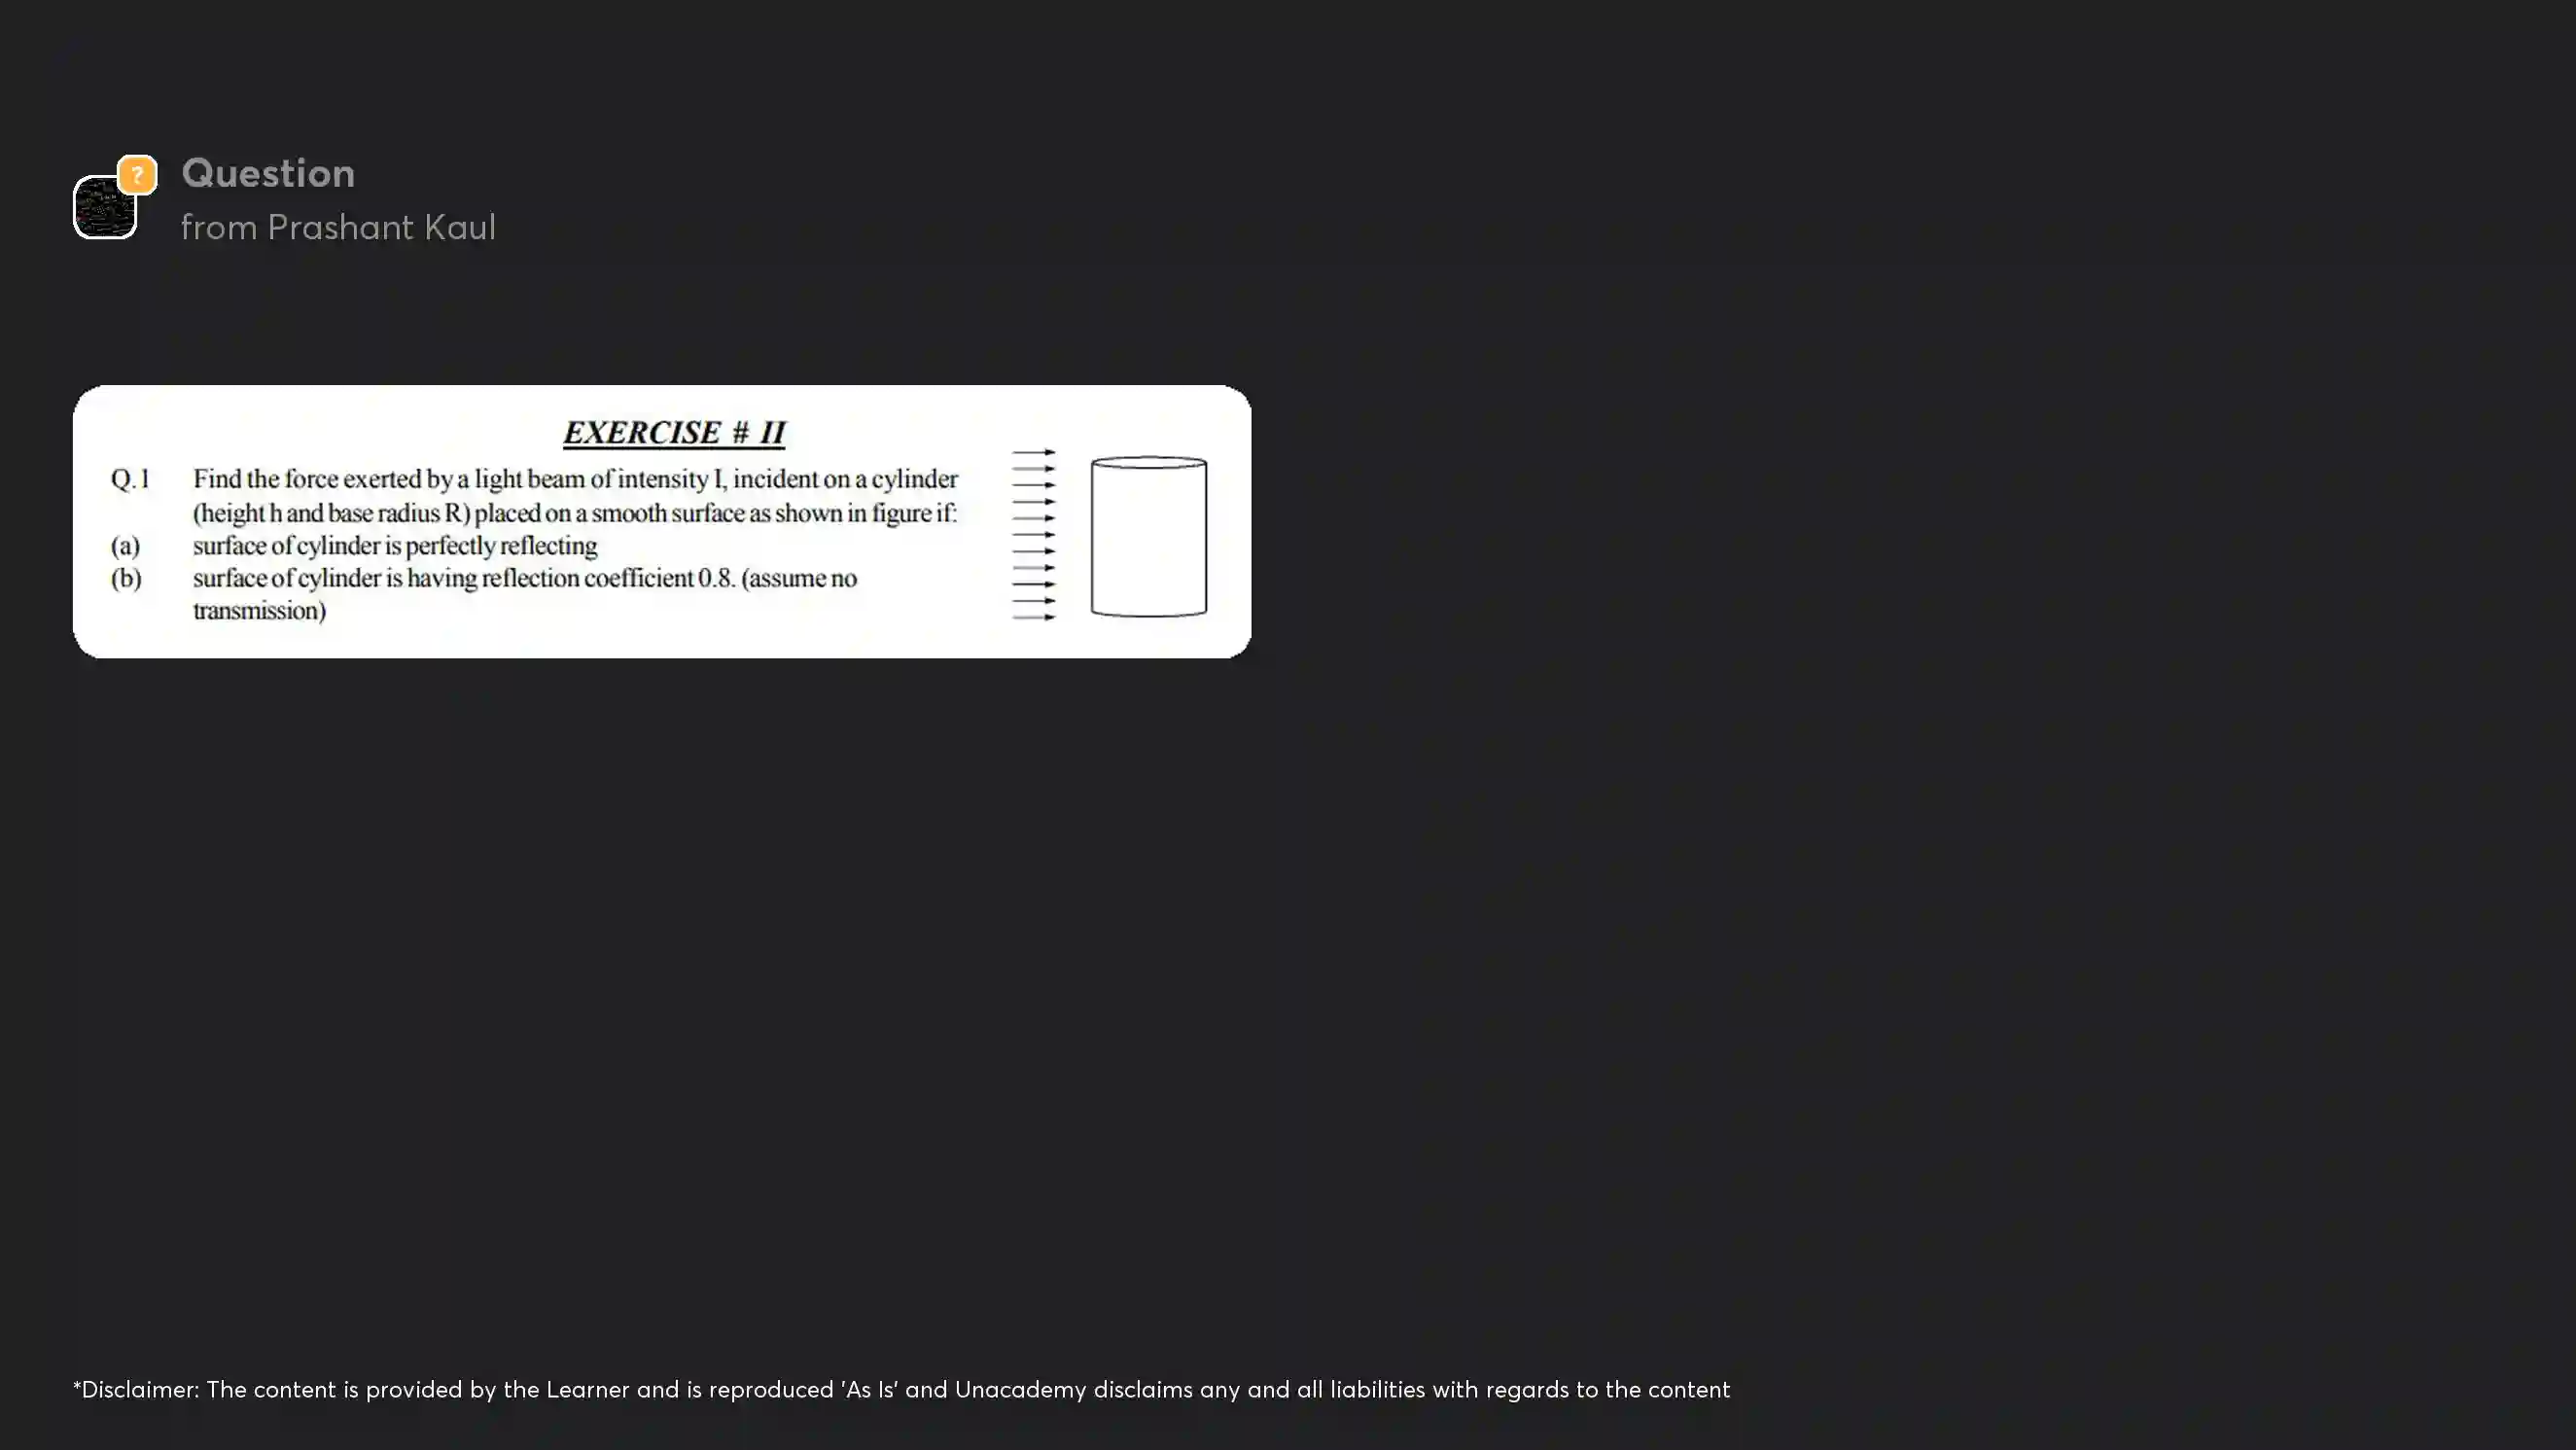 ?
Question
from Prashant Kaul
EXERCISE # II
Q.1 Find the force exerted by a light beam of intensity I, incident on a cylinder
(height h and base radius R) placed on a smooth surface as shown in figure if:
(a) surface of cylinder is perfectly reflecting
(b) surface of cylinder is having reflection coefficient 0.8. (assume no
transmission)
*Disclaimer: The content is provided by the Learner and is reproduced 'As Is' and Unacademy disclaims any and all liabilities with regards to the content